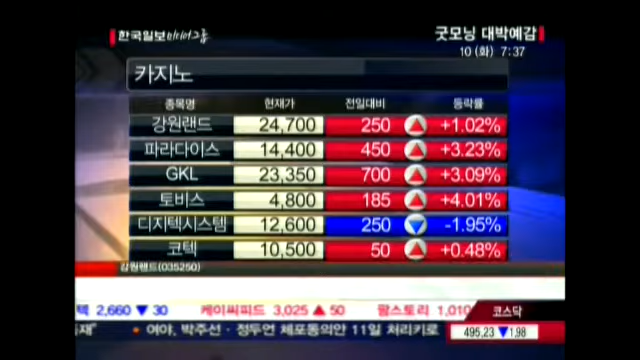 한국일보 미디어그룹
굿모닝 대박예감
10 (화) 7:37
카지노
종목명 현재가 전일대비 등락률
강원랜드 24,700 250 ▲ +1.02%
파라다이스 14,400 450 ▲ +3.23%
GKL 23,350 700 ▲ +3.09%
토비스 4,800 185 ▲ +4.01%
디지텍시스템 12,600 250 ▼ -1.95%
코텍 10,500 50 ▲ +0.48%
강원랜드(035250)
텍 2,660 ▼ 30 케이씨피드 3,025 ▲ 50 팜스토리 1,010 코스닥
• 여야, 박주선·정두언 체포동의안 11일 처리키로 495.23 ▼ 1.98